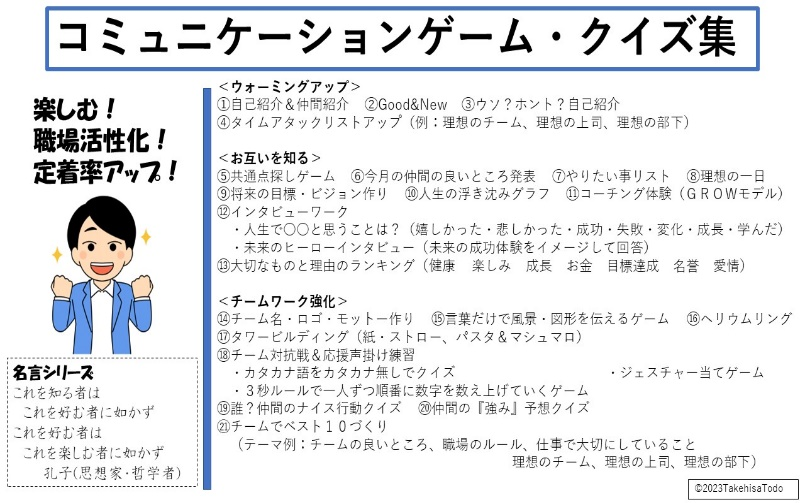 コミュニケーションゲーム・クイズ集
楽しむ！
職場活性化！
定着率アップ！
名言シリーズ
これを知る者は
これを好む者に如かず
これを好む者は
これを楽しむ者に如かず
孔子(思想家・哲学者)
＜ウォーミングアップ＞
①自己紹介＆仲間紹介　②Good&New　③ウソ？ホント？自己紹介
④タイムアタックリストアップ（例：理想のチーム、理想の上司、理想の部下）
＜お互いを知る＞
⑤共通点探しゲーム　⑥今月の仲間の良いところ発表　⑦やりたい事リスト　⑧理想の一日
⑨将来の目標・ビジョン作り　⑩人生の浮き沈みグラフ　⑪コーチング体験（ＧＲＯＷモデル）
⑫インタビューワーク
・人生で〇〇と思うことは？（嬉しかった・悲しかった・成功・失敗・変化・成長・学んだ）
・未来のヒーローインタビュー（未来の成功体験をイメージして回答）
⑬大切なものと理由のランキング（健康　楽しみ　成長　お金　目標達成　名誉　愛情）
＜チームワーク強化＞
⑭チーム名・ロゴ・モットー作り　⑮言葉だけで風景・図形を伝えるゲーム　⑯ヘリウムリング
⑰タワービルディング（紙・ストロー、パスタ＆マシュマロ）
⑱チーム対抗戦＆応援声掛け練習
・カタカナ語をカタカナ無しでクイズ　・ジェスチャー当てゲーム
・３秒ルールで一人ずつ順番に数字を数え上げていくゲーム
⑲誰？仲間のナイス行動クイズ　⑳仲間の『強み』予想クイズ
㉑チームでベスト１０づくり
（テーマ例：チームの良いところ、職場のルール、仕事で大切にしていること
理想のチーム、理想の上司、理想の部下）
©2023TakehisaTodo